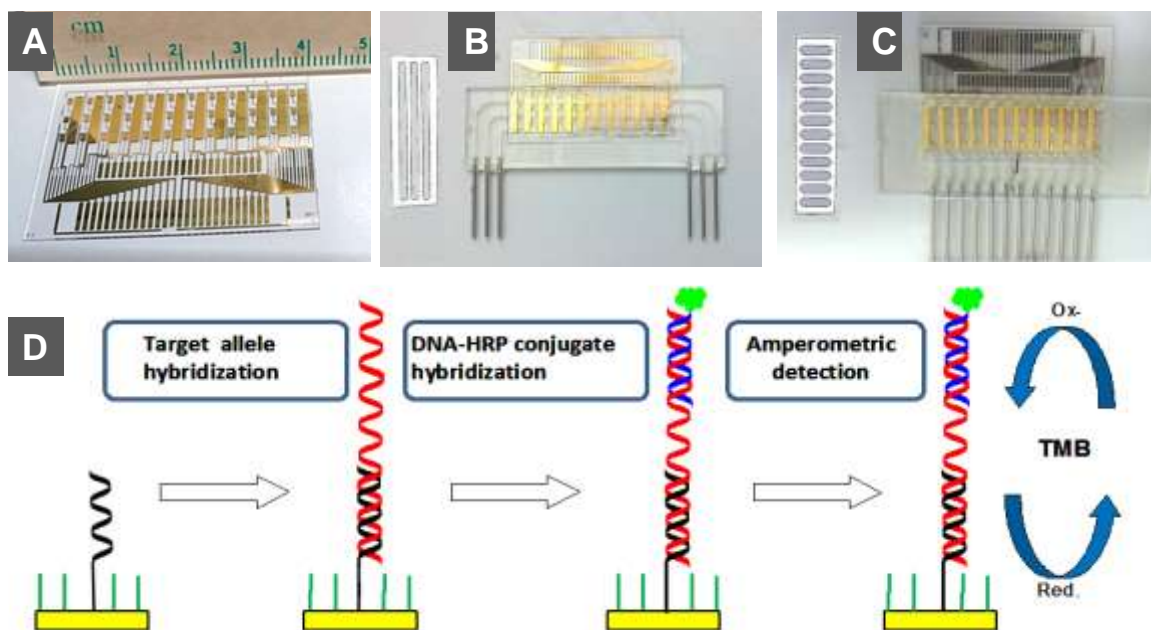 A
cm
1 2 3 4 5
B
C
D
Target allele
hybridization
DNA-HRP conjugate
hybridization
Amperometric
detection
Ox-
TMB
Red.